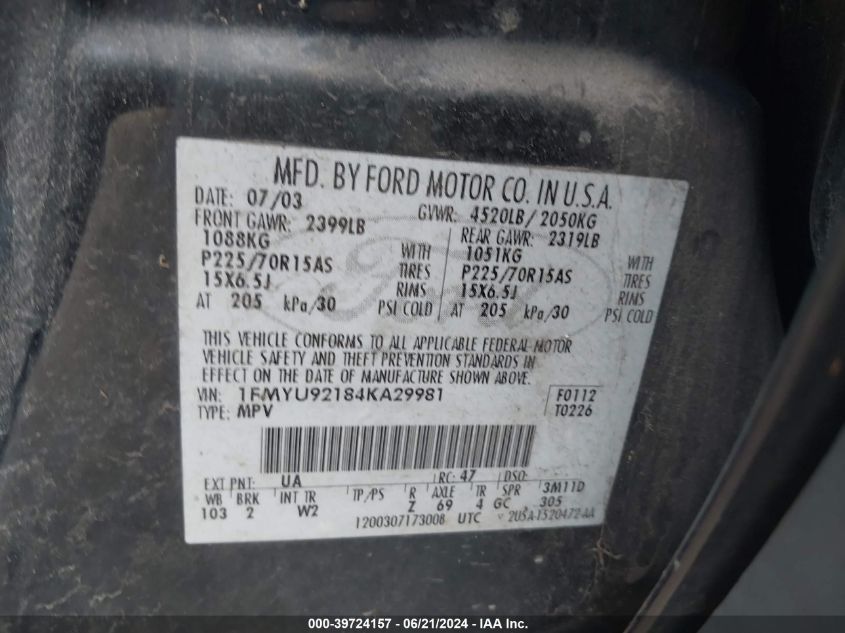 MFD. BY FORD MOTOR CO. IN U.S.A.
DATE: 07/03 GVWR: 4520LB/2050KG
FRONT GAWR: 2399LB REAR GAWR: 2319LB
1088KG WITH 1051KG WITH
P225/70R15AS TIRES P225/70R15AS TIRES
15X6.5J RIMS 15X6.5J RIMS
AT 205 kPa/30 PSI COLD AT 205 kPa/30 PSI COLD
Ford
THIS VEHICLE CONFORMS TO ALL APPLICABLE FEDERAL MOTOR
VEHICLE SAFETY AND THEFT PREVENTION STANDARDS IN
EFFECT ON THE DATE OF MANUFACTURE SHOWN ABOVE.
VIN: 1FMYU92184KA29981 F0112
TYPE: MPV T0226
EXT PNT: UA RC: 47 DSO:
WB BRK INT TR TP/PS R AXLE TR SPR 3M11D
103 2 W2 Z 69 4 GC 305
1200307173008 UTC 2USA-1520472-AA
000-39724157 - 06/21/2024 - IAA Inc.